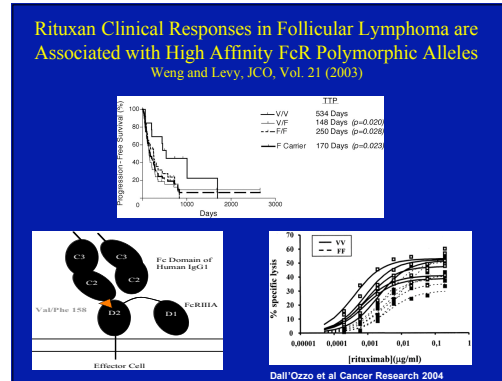 Rituxan Clinical Responses in Follicular Lymphoma are
Associated with High Affinity FcR Polymorphic Alleles
Weng and Levy, JCO, Vol. 21 (2003)
Progression - Free Survival (%)
100
80
60
40
20
0
0 1000 2000 3000
Days
TTP
V/V 534 Days
V/F 148 Days (p=0.020)
F/F 250 Days (p=0.028)
F Carrier 170 Days (p=0.023)
C3
C3
C2
C2
Fc Domain of
Human IgG1
Val/Phe 158
FcRIIIA
D2
D1
Effector Cell
% specific lysis
70
60
50
40
30
20
10
0
VV
FF
0,00001 0,001 0,01 0,1 1
[rituximab](µg/ml)
Dall'Ozzo et al Cancer Research 2004